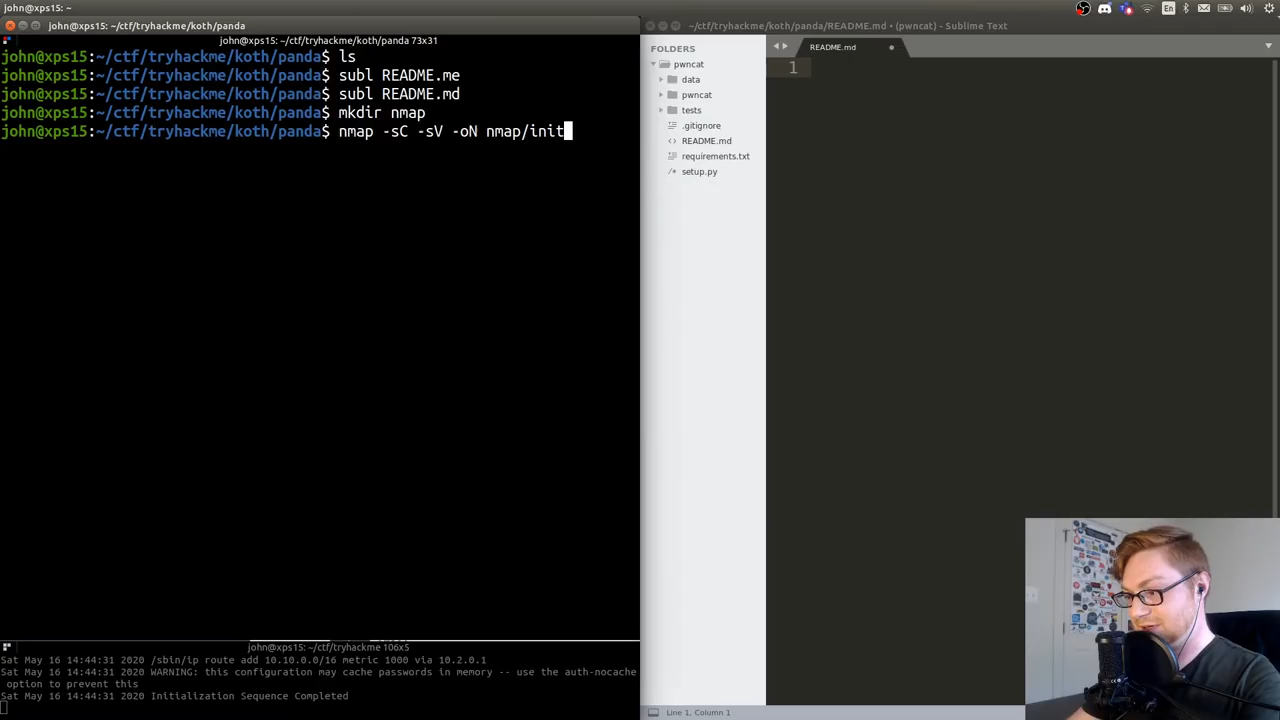 john@xps15: ~
john@xps15: ~/ctf/tryhackme/koth/panda
john@xps15: ~/ctf/tryhackme/koth/panda 73x31
john@xps15:~/ctf/tryhackme/koth/panda$ ls
john@xps15:~/ctf/tryhackme/koth/panda$ subl README.me
john@xps15:~/ctf/tryhackme/koth/panda$ subl README.md
john@xps15:~/ctf/tryhackme/koth/panda$ mkdir nmap
john@xps15:~/ctf/tryhackme/koth/panda$ nmap -sC -sV -oN nmap/init
john@xps15: ~/ctf/tryhackme 106x5
Sat May 16 14:44:31 2020 /sbin/ip route add 10.10.0.0/16 metric 1000 via 10.2.0.1
Sat May 16 14:44:31 2020 WARNING: this configuration may cache passwords in memory -- use the auth-nocache
option to prevent this
Sat May 16 14:44:31 2020 Initialization Sequence Completed
En
~/ctf/tryhackme/koth/panda/README.md • (pwncat) - Sublime Text
FOLDERS
pwncat
data
pwncat
tests
.gitignore
README.md
requirements.txt
setup.py
README.md
1
Line 1, Column 1